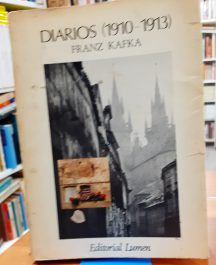 DIARIOS (1910-1913)
FRANZ KAFKA
Editorial Lumen